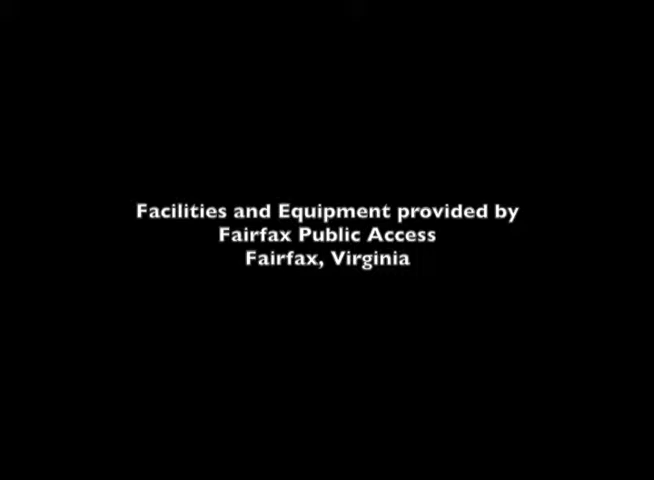 Facilities and Equipment provided by
Fairfax Public Access
Fairfax, Virginia